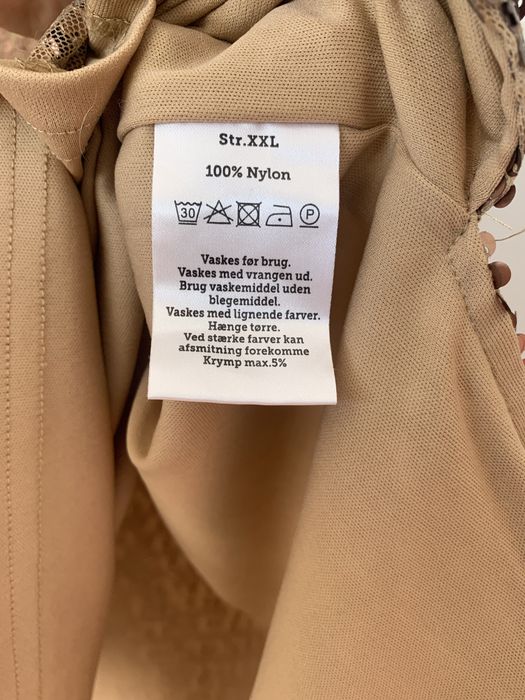 Str.XXL
100% Nylon
30 P
Vaskes før brug.
Vaskes med vrangen ud.
Brug vaskemiddel uden
blegemiddel.
Vaskes med lignende farver.
Hænge tørre.
Ved stærke farver kan
afsmitning forekomme
Krymp max.5%